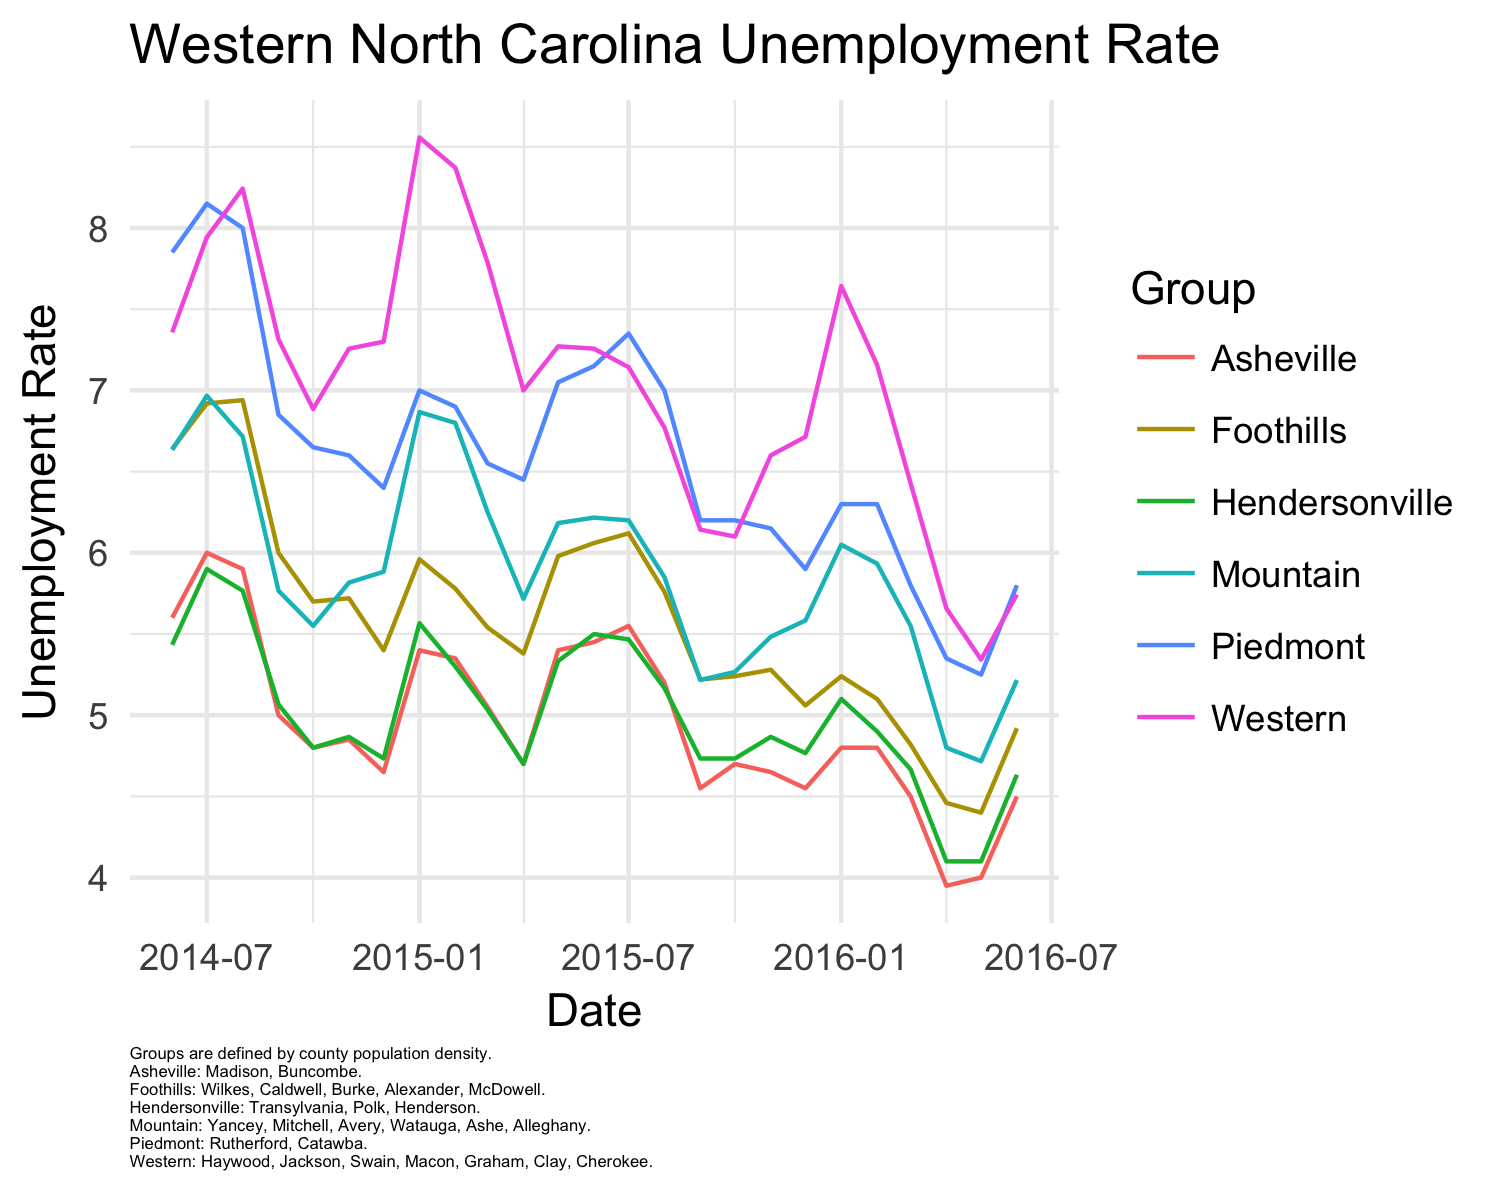 Western North Carolina Unemployment Rate
Unemployment Rate
8
7
6
5
4
2014-07 2015-01 2015-07 2016-01 2016-07
Date
Group
Asheville
Foothills
Hendersonville
Mountain
Piedmont
Western
Groups are defined by county population density.
Asheville: Madison, Buncombe.
Foothills: Wilkes, Caldwell, Burke, Alexander, McDowell.
Hendersonville: Transylvania, Polk, Henderson.
Mountain: Yancey, Mitchell, Avery, Watauga, Ashe, Alleghany.
Piedmont: Rutherford, Catawba.
Western: Haywood, Jackson, Swain, Macon, Graham, Clay, Cherokee.